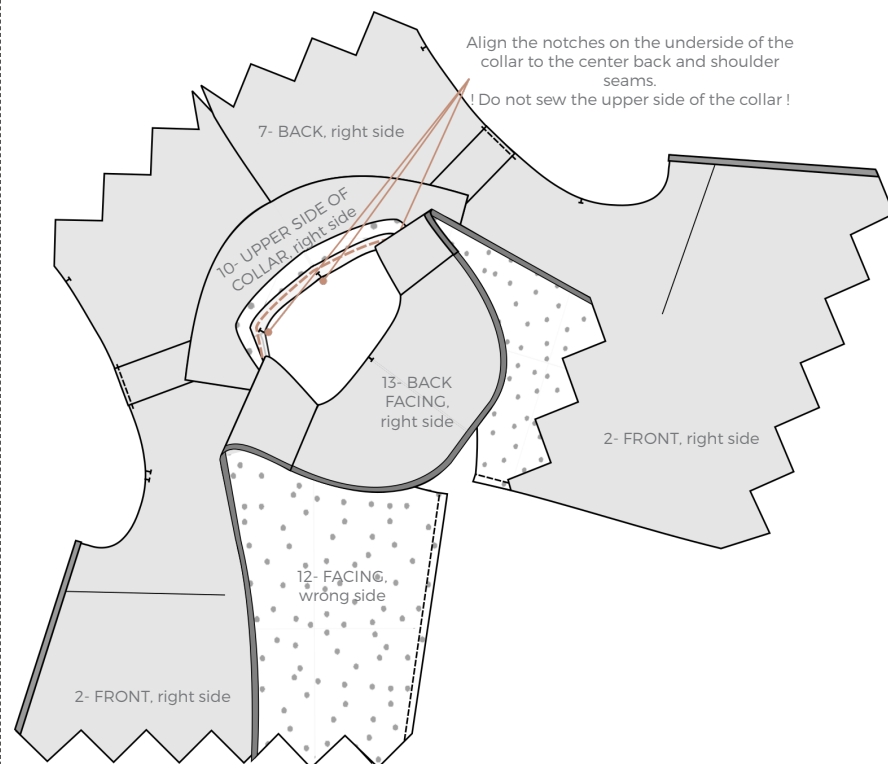 Align the notches on the underside of the
collar to the center back and shoulder
seams.
! Do not sew the upper side of the collar !
7- BACK, right side
10- UPPER SIDE OF
COLLAR, right side
13- BACK
FACING,
right side
2- FRONT, right side
12- FACING,
wrong side
2- FRONT, right side